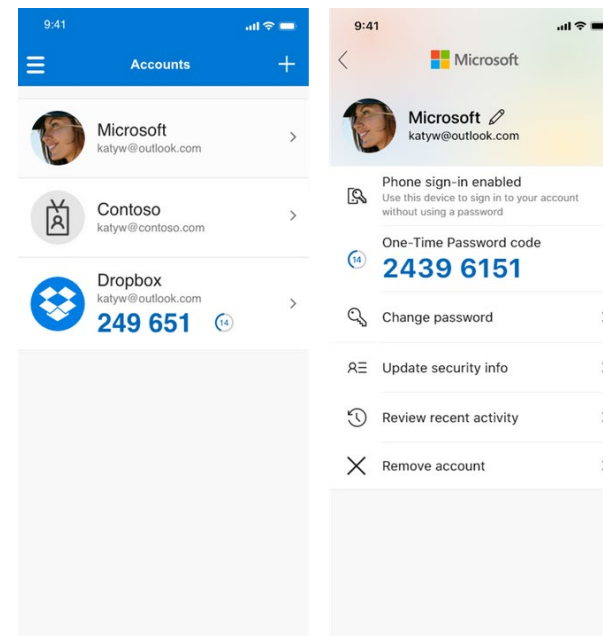 9:41
Accounts
Microsoft
katyw@outlook.com
Contoso
katyw@contoso.com
Dropbox
katyw@outlook.com
249 651
14
9:41
Microsoft
Microsoft
katyw@outlook.com
Phone sign-in enabled
Use this device to sign in to your account
without using a password
One-Time Password code
14
2439 6151
Change password
Update security info
Review recent activity
Remove account